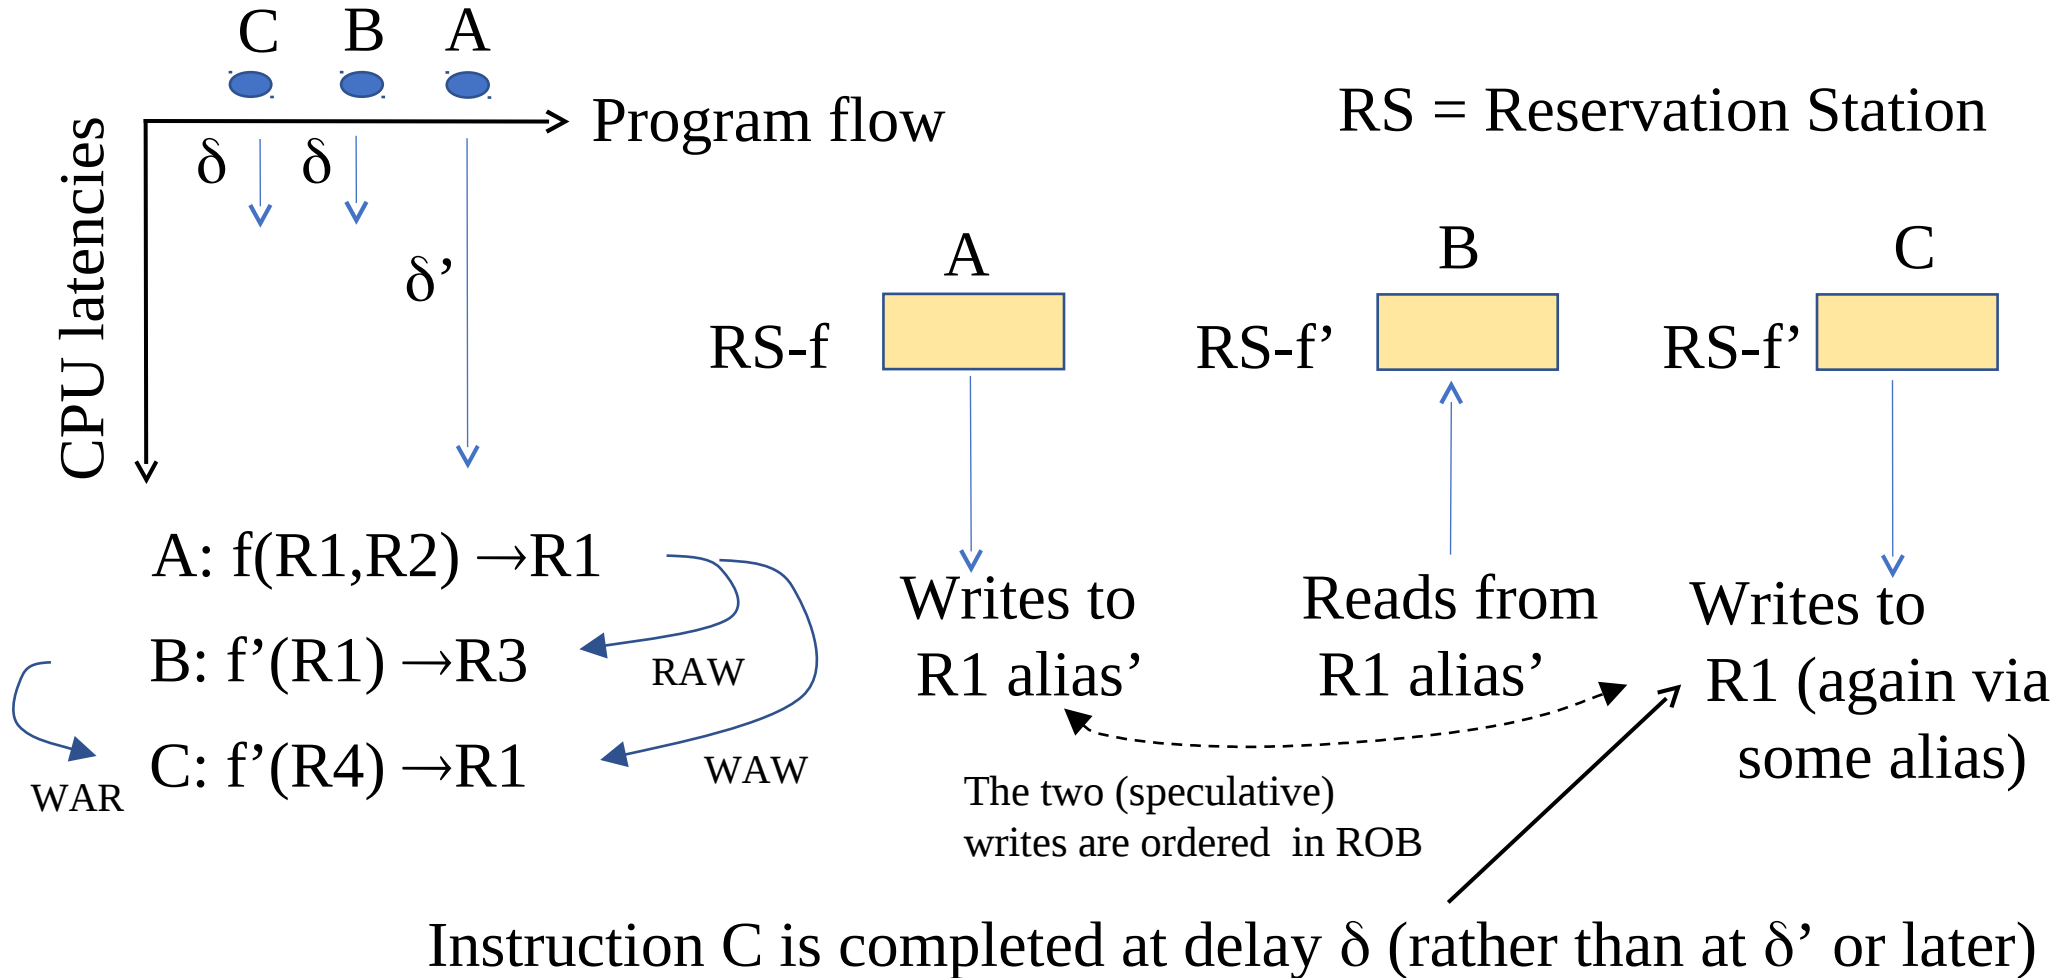 C B A
Program flow
RS = Reservation Station
CPU latencies
δ δ
δ’
A B C
RS-f RS-f’ RS-f’
A: f(R1,R2) →R1
B: f’(R1) →R3
C: f’(R4) →R1
RAW
WAW
WAR
Writes to
R1 alias’
Reads from
R1 alias’
Writes to
R1 (again via
some alias)
The two (speculative)
writes are ordered in ROB
Instruction C is completed at delay δ (rather than at δ’ or later)